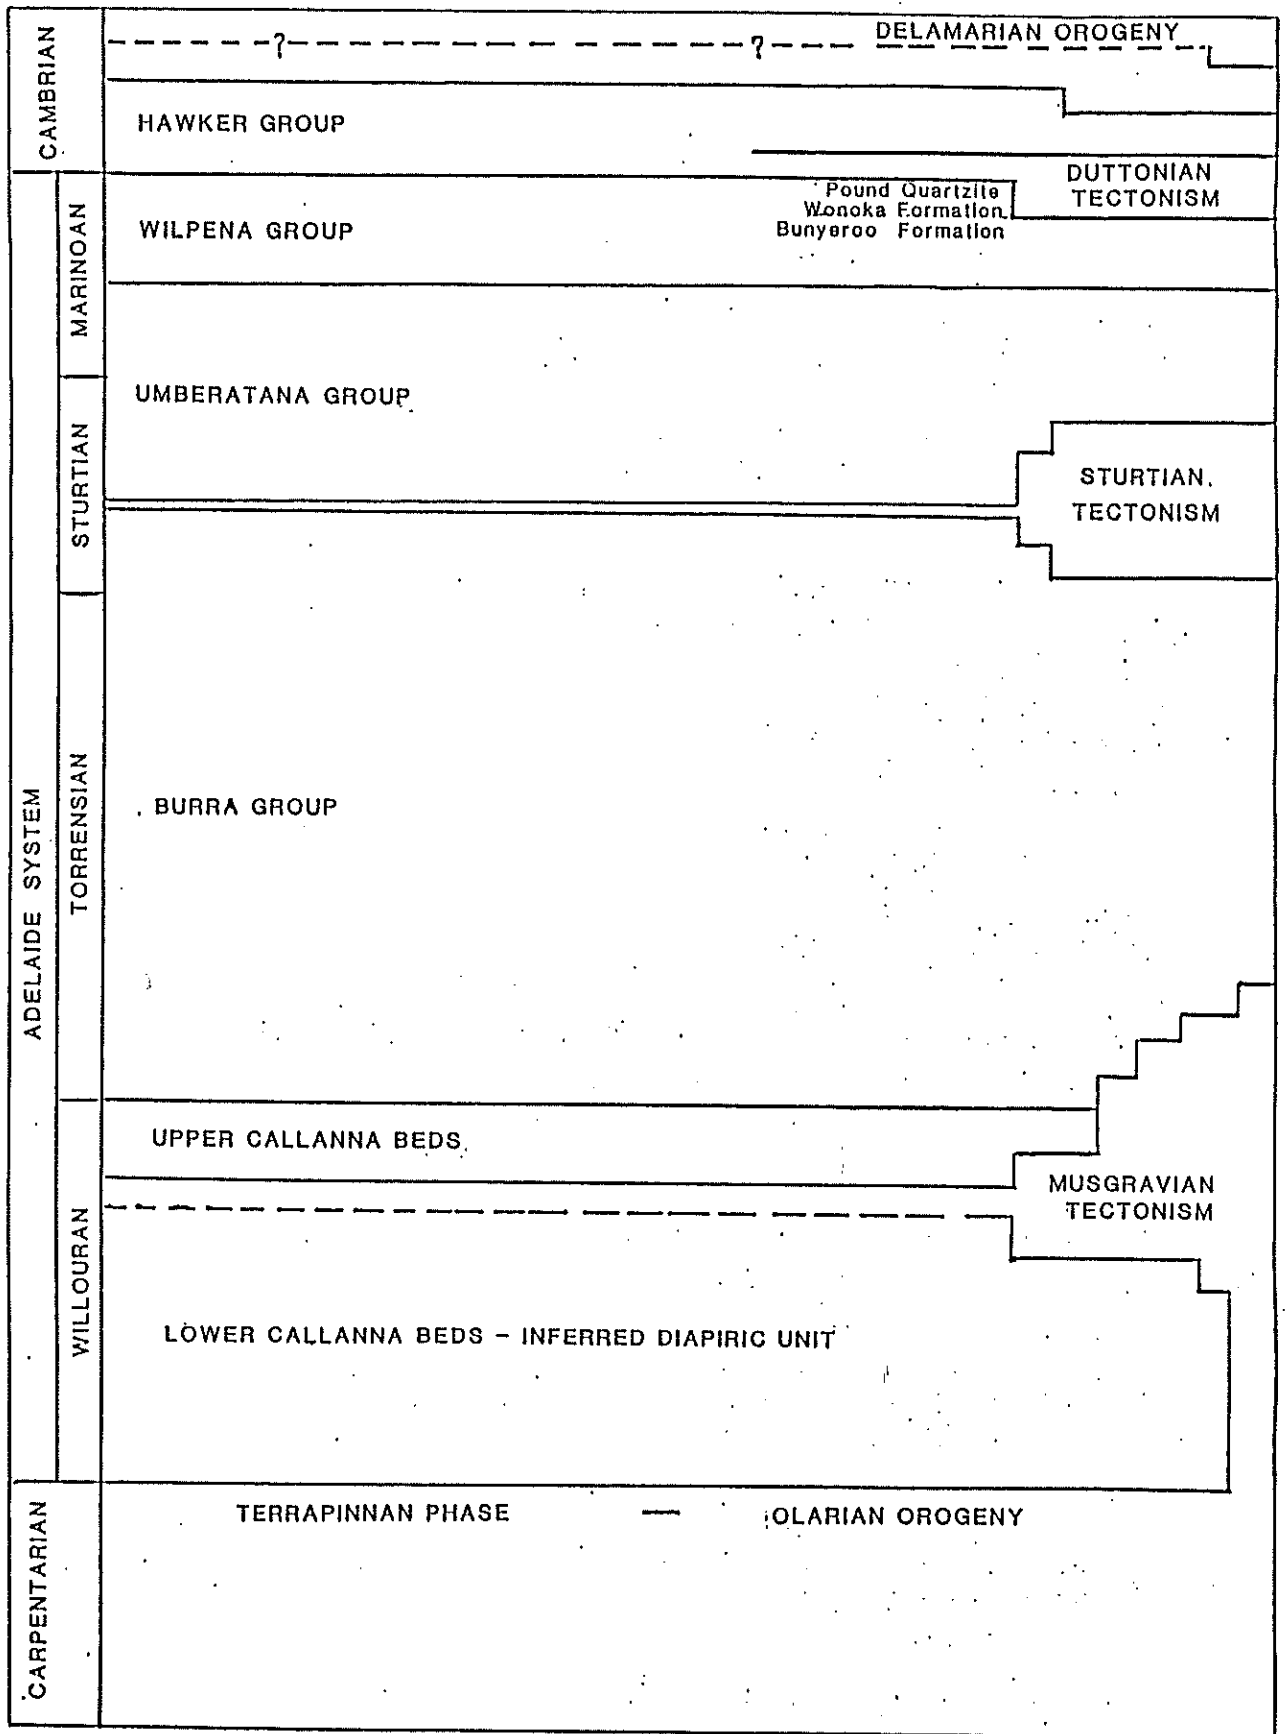 CAMBRIAN
?
?
DELAMARIAN OROGENY
HAWKER GROUP
DUTTONIAN
TECTONISM
ADELAIDE SYSTEM
MARINOAN
WILPENA GROUP
Pound Quartzite
Wonoka Formation
Bunyeroo Formation
UMBERATANA GROUP
STURTIAN
STURTIAN.
TECTONISM
TORRENSIAN
BURRA GROUP
WILLOURAN
UPPER CALLANNA BEDS
MUSGRAVIAN
TECTONISM
LOWER CALLANNA BEDS - INFERRED DIAPIRIC UNIT
CARPENTARIAN
TERRAPINNAN PHASE — OLARIAN OROGENY